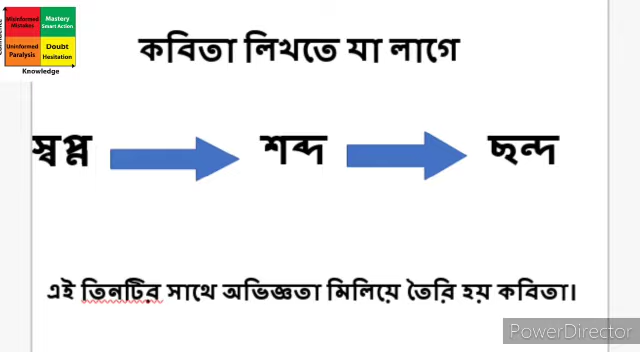 Misinformed
Mistakes
Mastery
Smart Action
Uninformed
Paralysis
Doubt
Hesitation
Knowledge
কবিতা লিখতে যা লাগে
স্বপ্ন শব্দ ছন্দ
এই তিনটির সাথে অভিজ্ঞতা মিলিয়ে তৈরি হয় কবিতা।
PowerDirector